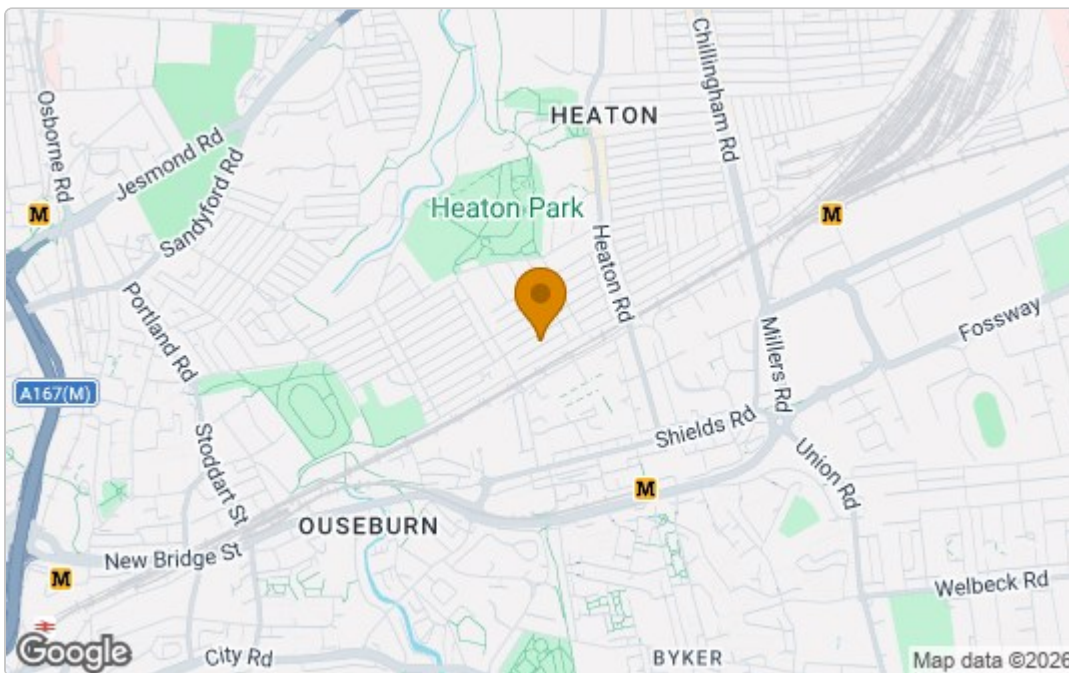 HEATON
Chillingham Rd
Osborne Rd
Jesmond Rd
Sandyford Rd
M
M
Heaton Park
Heaton Rd
Portland Rd
Fossway
Millers Rd
A167(M)
Stoddart St
Shields Rd
Union Rd
M
OUSEBURN
New Bridge St
M
Welbeck Rd
Google
City Rd
BYKER
Map data ©2026